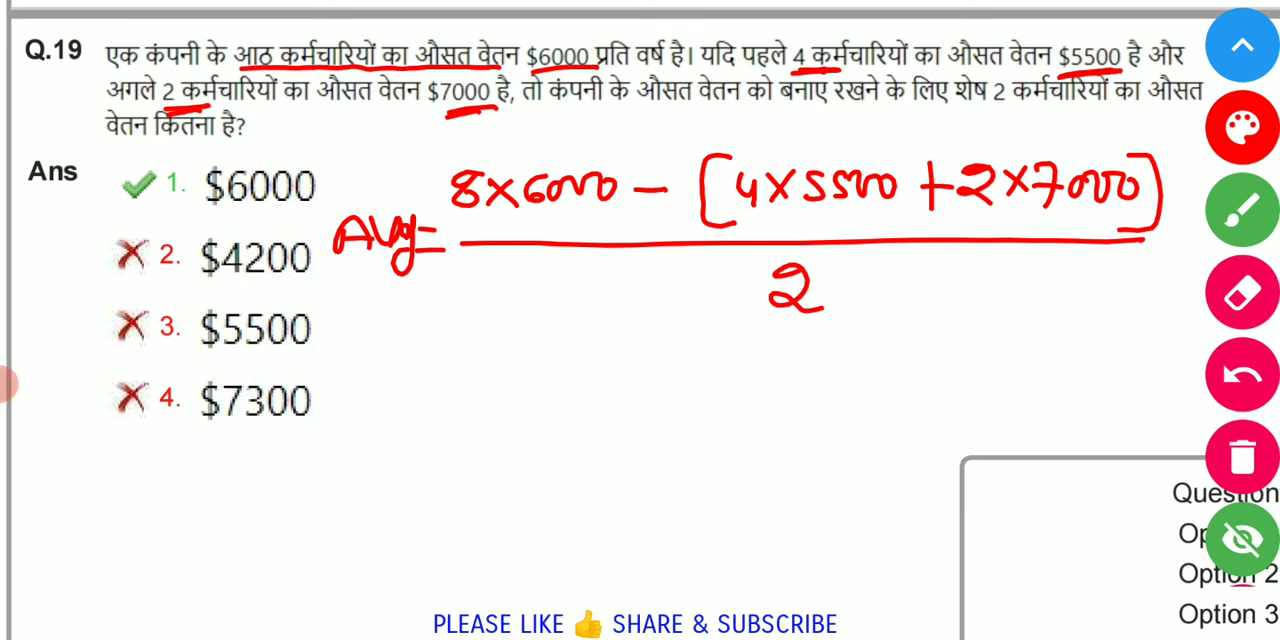 Q.19 एक कंपनी के आठ कर्मचारियों का औसत वेतन $6000 प्रति वर्ष है। यदि पहले 4 कर्मचारियों का औसत वेतन $5500 है और
अगले 2 कर्मचारियों का औसत वेतन $7000 है, तो कंपनी के औसत वेतन को बनाए रखने के लिए शेष 2 कर्मचारियों का औसत
वेतन कितना है?
Ans
1. $6000
8×6000 - [4×5500 +2×7000]
Avg=
2
2. $4200
3. $5500
4. $7300
Question
Option 2
Option 3
PLEASE LIKE 👍 SHARE & SUBSCRIBE